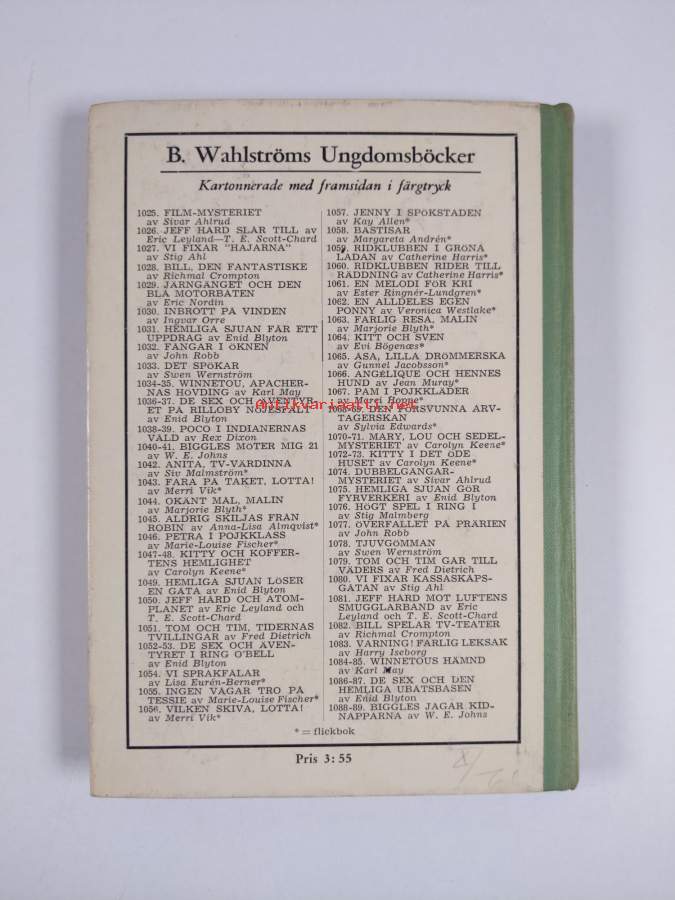 B. Wahlströms Ungdomsböcker
Kartonnerade med framsidan i färgtryck
1025. FILM-MYSTERIET
av Sivar Ahlrud
1026. JEFF HARD SLÅR TILL av
Eric Leyland—T. E. Scott-Chard
1027. VI FIXAR "HAJARNA"
av Stig Ahl
1028. BILL, DEN FANTASTISKE
av Richmal Crompton
1029. JÄRNGÄNGET OCH DEN
BLÅ MOTORBÅTEN
av Eric Nordin
1030. INBROTT PÅ VINDEN
av Ingvar Orre
1031. HEMLIGA SJUAN FÅR ETT
UPPDRAG av Enid Blyton
1032. FÅNGAR I ÖKNEN
av John Robb
1033. DET SPÖKAR
av Swen Wernström
1034-35. WINNETOU, APACHER-
NAS HÖVDING av Karl May
1036-37. DE SEX OCH ÄVENTYR-
ET PÅ RILLOBY NÖJESFÄLT
av Enid Blyton
1038-39. POCO I INDIANERNAS
VÅLD av Rex Dixon
1040-41. BIGGLES MÖTER MIG 21
av W. E. Johns
1042. ANITA, TV-VÄRDINNA
av Siv Malmström*
1043. FARA PÅ TAKET, LOTTA!
av Merri Vik*
1044. OKÄNT MÅL, MALIN
av Marjorie Blyth*
1045. ALDRIG SKILJAS FRÅN
ROBIN av Anna-Lisa Almqvist*
1046. PETRA I POJKKLASS
av Marie-Louise Fischer*
1047-48. KITTY OCH KOFFER-
TENS HEMLIGHET
av Carolyn Keene*
1049. HEMLIGA SJUAN LÖSER
EN GÅTA av Enid Blyton
1050. JEFF HARD OCH ATOM-
PLANET av Eric Leyland och
T. E. Scott-Chard
1051. TOM OCH TIM, TIDERNAS
TVILLINGAR av Fred Dietrich
1052-53. DE SEX OCH ÄVEN-
TYRET I RING O'BELL
av Enid Blyton
1054. VI SPRÅKFÅLAR
av Lisa Eurén-Berner*
1055. INGEN VÅGAR TRO PÅ
TESSIE av Marie-Louise Fischer*
1056. VILKEN SKIVA, LOTTA!
av Merri Vik*
1057. JENNY I SPÖKSTADEN
av Kay Allen*
1058. BÄSTISAR
av Margareta Andrén*
1059. RIDKLUBBEN I GRÖNA
LADAN av Catherine Harris*
1060. RIDKLUBBEN RIDER TILL
RÄDDNING av Catherine Harris*
1061. EN MELODI FÖR KRI
av Ester Ringnér-Lundgren*
1062. EN ALLDELES EGEN
PONNY av Veronica Westlake*
1063. FARLIG RESA, MALIN
av Marjorie Blyth*
1064. KITT OCH SVEN
av Evi Bøgenæs*
1065. ÅSA, LILLA DRÖMMERSKA
av Gunnel Jacobsson*
1066. ANGÉLIQUE OCH HENNES
HUND av Jean Muray*
1067. PAM I POJKKLÄDER
av Mary
1068-69. DEN FÖRSVUNNA ARV-
TAGERSKAN
av Sylvia Edwards*
1070-71. MARY, LOU OCH SEDEL-
MYSTERIET av Carolyn Keene*
1072-73. KITTY I DET ÖDE
HUSET av Carolyn Keene*
1074. DUBBELGÅNGAR-
MYSTERIET av Sivar Ahlrud
1075. HEMLIGA SJUAN GÖR
FYRVERKERI av Enid Blyton
1076. HÖGT SPEL I RING 1
av Stig Malmberg
1077. ÖVERFALLET PÅ PRÄRIEN
av John Robb
1078. TJUVGÖMMAN
av Swen Wernström
1079. TOM OCH TIM GÅR TILL
VÄDERS av Fred Dietrich
1080. VI FIXAR KASSASKÅPS-
GÅTAN av Stig Ahl
1081. JEFF HARD MOT LUFTENS
SMUGGLARBAND av Eric
Leyland och T. E. Scott-Chard
1082. BILL SPELAR TV-TEATER
av Richmal Crompton
1083. VARNING! FARLIG LEKSAK
av Harry Iseborg
1084-85. WINNETOUS HÄMND
av Karl May
1086-87. DE SEX OCH DEN
HEMLIGA UBÅTSBASEN
av Enid Blyton
1088-89. BIGGLES JAGAR KID-
NAPPARNA av W. E. Johns
* = flickbok
Pris 3:55
antikvariaatti.net